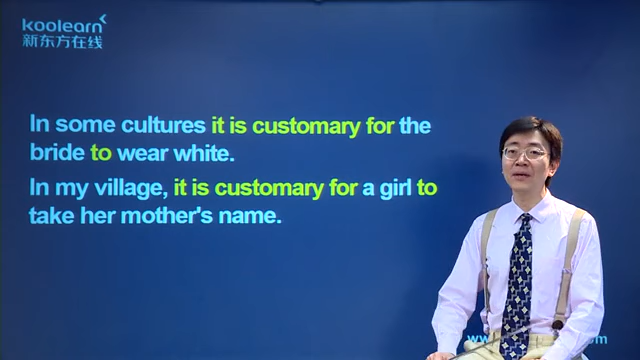 koolearn
新东方在线
In some cultures it is customary for the
bride to wear white.
In my village, it is customary for a girl to
take her mother's name.